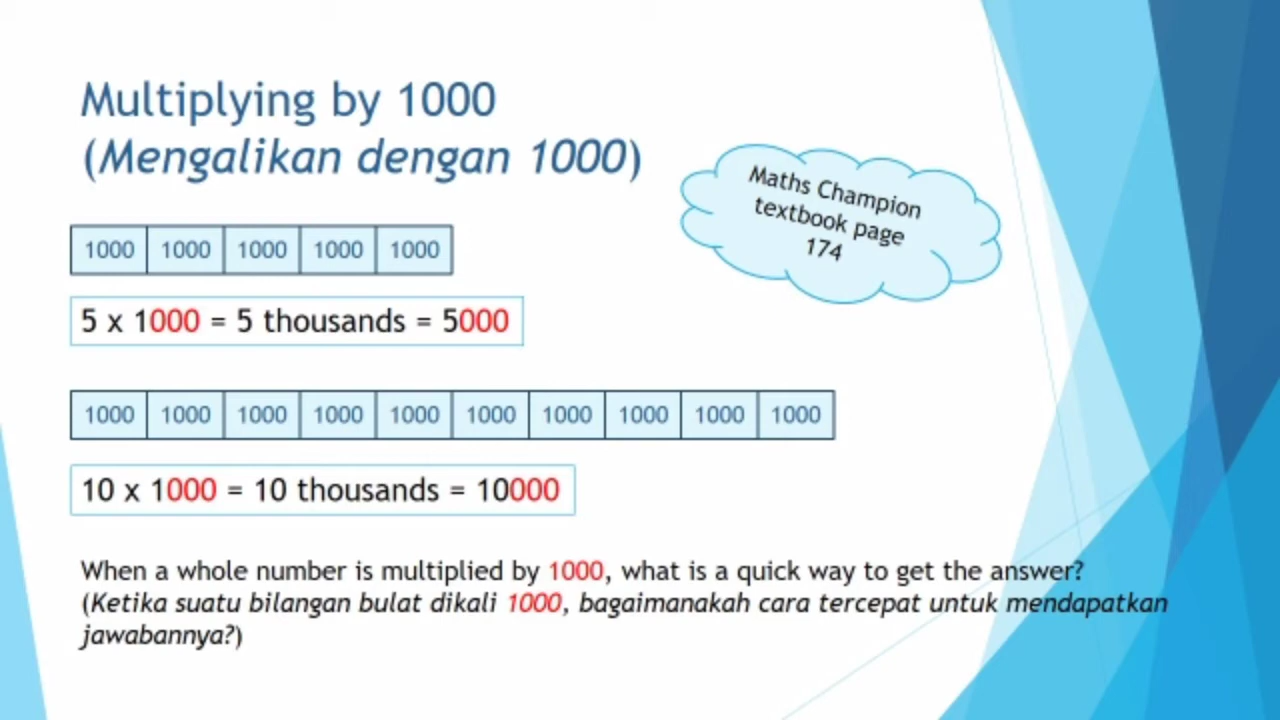 Multiplying by 1000
(Mengalikan dengan 1000)
Maths Champion
textbook page
174
1000 1000 1000 1000 1000
5 x 1000 = 5 thousands = 5000
1000 1000 1000 1000 1000 1000 1000 1000 1000 1000
10 x 1000 = 10 thousands = 10000
When a whole number is multiplied by 1000, what is a quick way to get the answer?
(Ketika suatu bilangan bulat dikali 1000, bagaimanakah cara tercepat untuk mendapatkan
jawabannya?)